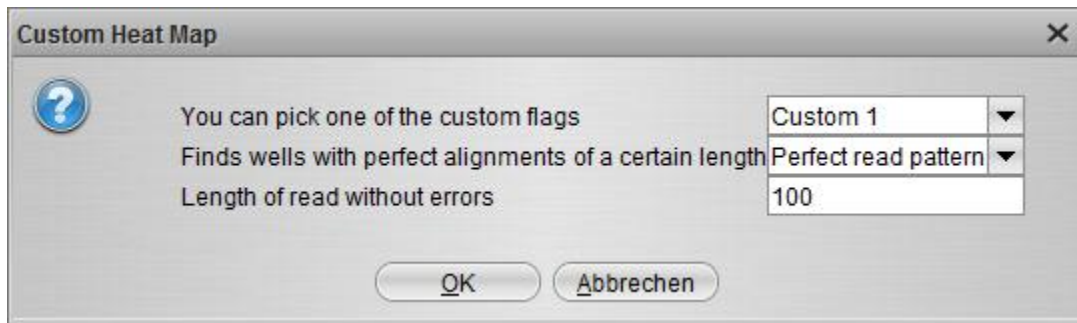 Custom Heat Map
You can pick one of the custom flags Custom 1
Finds wells with perfect alignments of a certain length Perfect read pattern
Length of read without errors 100
OK Abbrechen